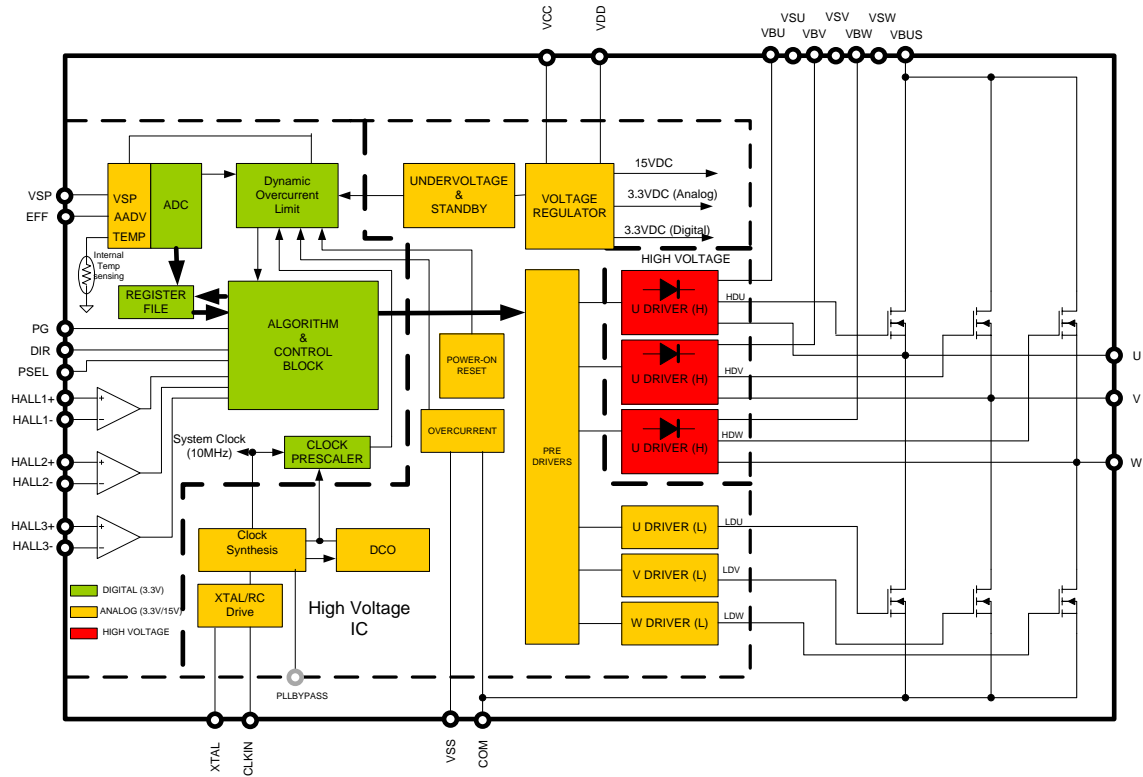 VCC
VDD
VBU
VSU
VBV
VSV
VBW
VSW
VBUS
VSP
EFF
VSP
AADV
TEMP
ADC
Dynamic
Overcurrent
Limit
UNDERVOLTAGE
&
STANDBY
VOLTAGE
REGULATOR
15VDC
3.3VDC (Analog)
3.3VDC (Digital)
Internal
Temp
sensing
REGISTER
FILE
HIGH VOLTAGE
U DRIVER (H)
HDU
U DRIVER (H)
HDV
U DRIVER (H)
HDW
PG
DIR
PSEL
HALL1+
HALL1-
HALL2+
HALL2-
HALL3+
HALL3-
+
−
+
−
+
−
ALGORITHM
&
CONTROL
BLOCK
POWER-ON
RESET
OVERCURRENT
System Clock
(10MHz)
CLOCK
PRESCALER
PRE
DRIVERS
U
V
W
Clock
Synthesis
DCO
XTAL/RC
Drive
High Voltage
IC
U DRIVER (L)
LDU
V DRIVER (L)
LDV
W DRIVER (L)
LDW
DIGITAL (3.3V)
ANALOG (3.3V/15V)
HIGH VOLTAGE
PLLBYPASS
XTAL
CLKIN
VSS
COM